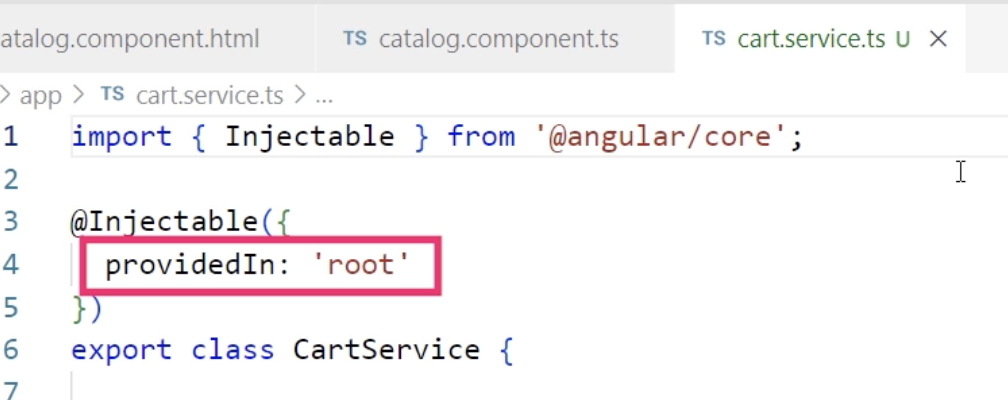 atalog.component.html TS catalog.component.ts TS cart.service.ts U ×
> app > TS cart.service.ts > ...
1 import { Injectable } from '@angular/core';
2
3 @Injectable({
4 providedIn: 'root'
5 })
6 export class CartService {
7